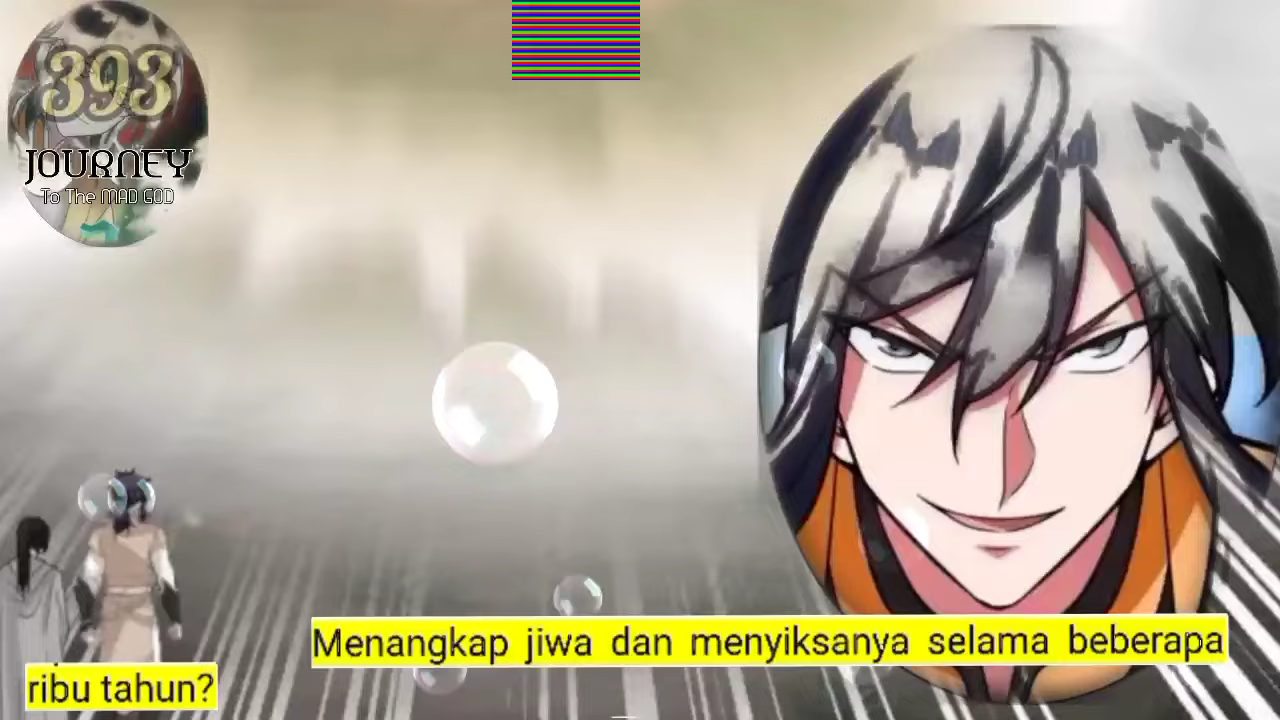 393
JOURNEY
To The MAD GOD
Menangkap jiwa dan menyiksanya selama beberapa
ribu tahun?